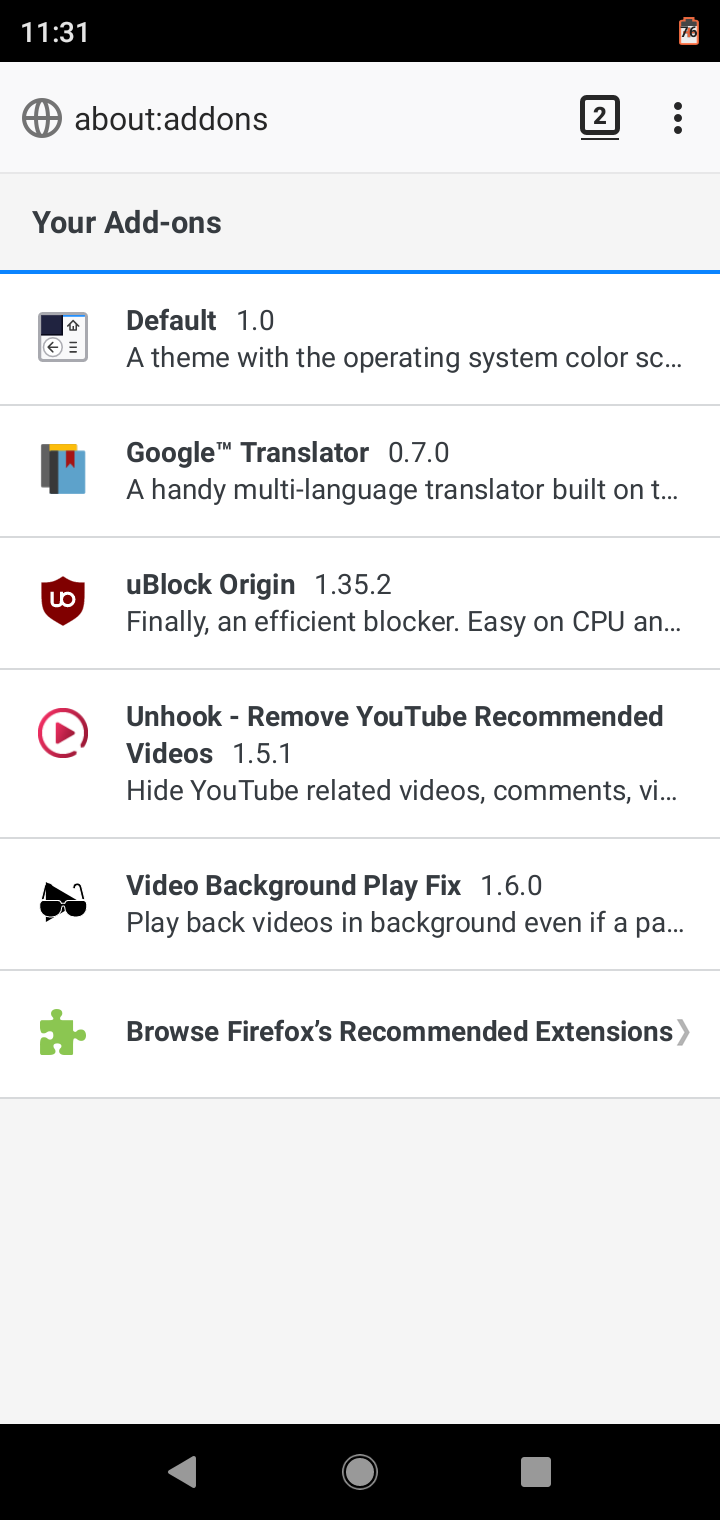 11:31
76
about:addons
2
Your Add-ons
Default 1.0
A theme with the operating system color sc…
Google™ Translator 0.7.0
A handy multi-language translator built on t…
uBlock Origin 1.35.2
Finally, an efficient blocker. Easy on CPU an…
Unhook - Remove YouTube Recommended
Videos 1.5.1
Hide YouTube related videos, comments, vi…
Video Background Play Fix 1.6.0
Play back videos in background even if a pa…
Browse Firefox’s Recommended Extensions